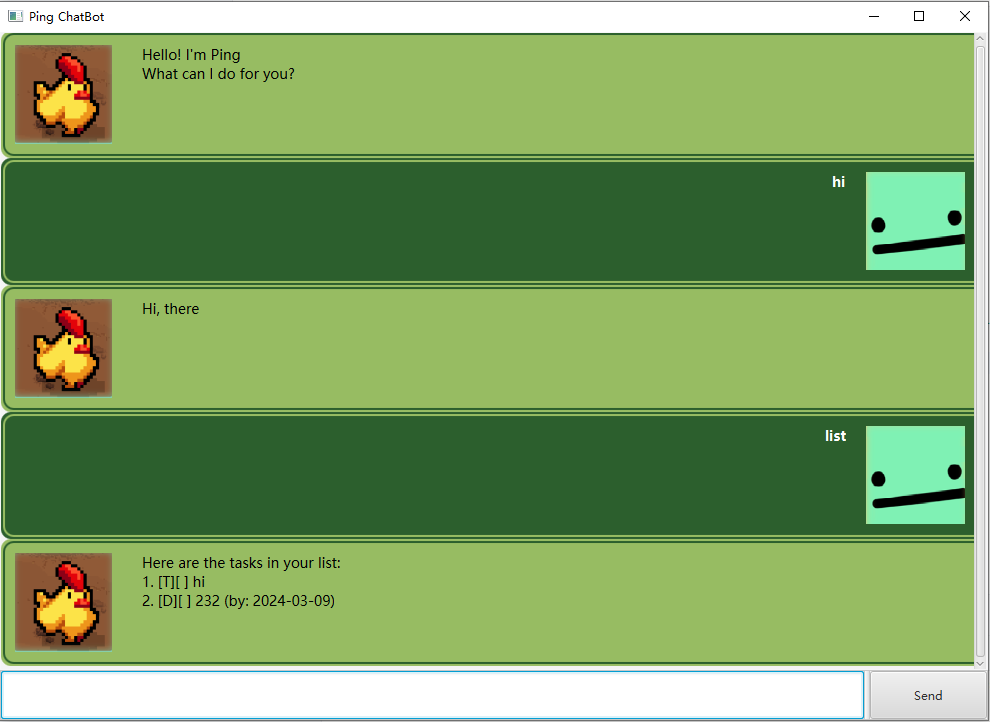 Ping ChatBot
Hello! I'm Ping
What can I do for you?
hi
Hi, there
list
Here are the tasks in your list:
1. [T][ ] hi
2. [D][ ] 232 (by: 2024-03-09)
Send